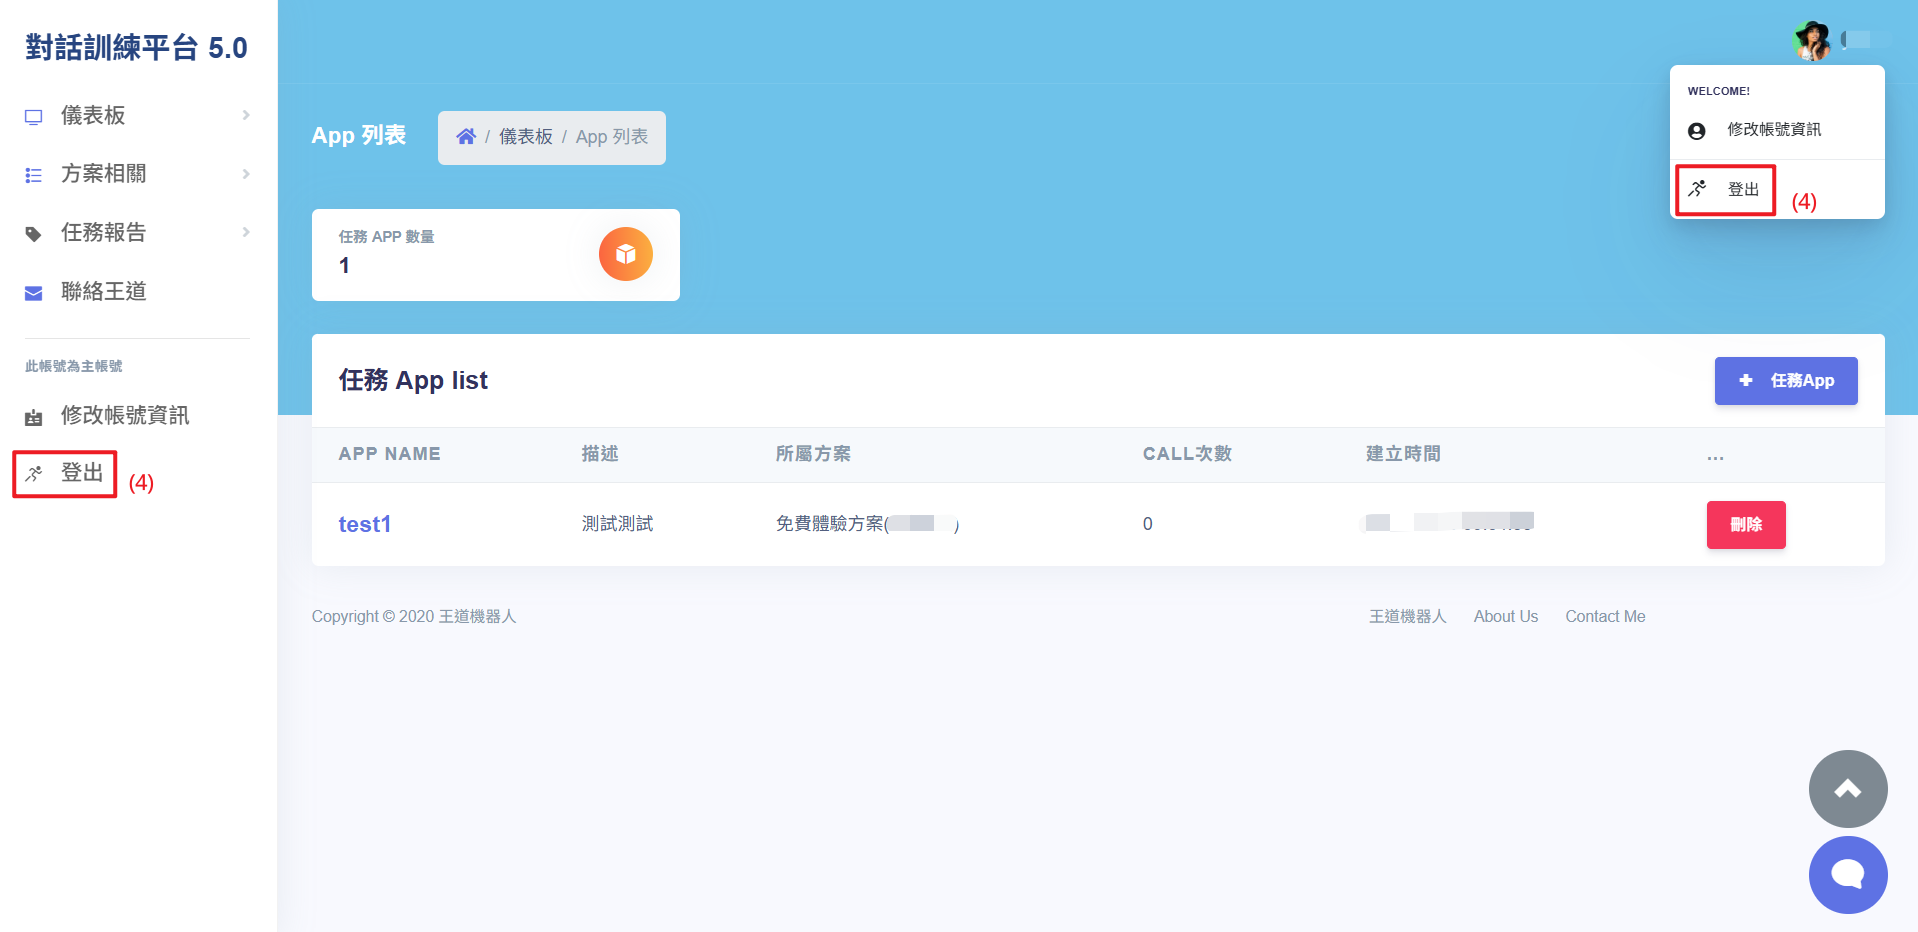 對話訓練平台 5.0
儀表板
方案相關
任務報告
聯絡王道
此帳號為主帳號
修改帳號資訊
登出
(4)
App 列表
/ 儀表板 / App 列表
WELCOME!
修改帳號資訊
登出
(4)
任務 APP 數量
1
任務 App list
任務App
APP NAME 描述 所屬方案 CALL次數 建立時間 ...
test1 測試測試 免費體驗方案( ) 0 刪除
Copyright © 2020 王道機器人
王道機器人 About Us Contact Me